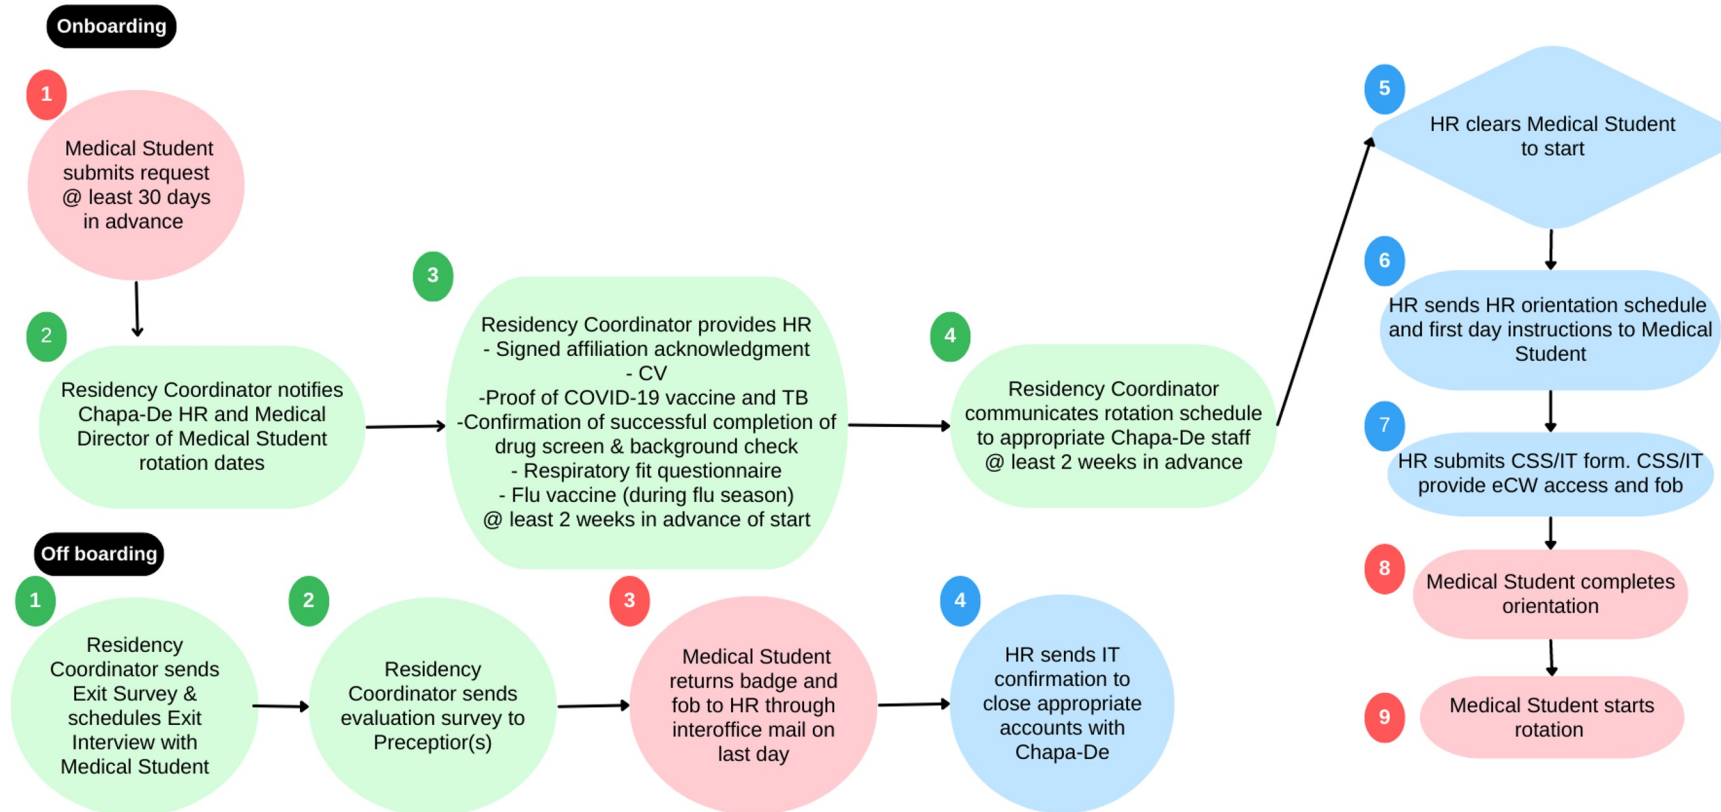 Onboarding
1
Medical Student
submits request
@ least 30 days
in advance
2
Residency Coordinator notifies
Chapa-De HR and Medical
Director of Medical Student
rotation dates
3
Residency Coordinator provides HR
- Signed affiliation acknowledgment
- CV
-Proof of COVID-19 vaccine and TB
-Confirmation of successful completion of
drug screen & background check
- Respiratory fit questionnaire
- Flu vaccine (during flu season)
@ least 2 weeks in advance of start
4
Residency Coordinator
communicates rotation schedule
to appropriate Chapa-De staff
@ least 2 weeks in advance
5
HR clears Medical Student
to start
6
HR sends HR orientation schedule
and first day instructions to Medical
Student
7
HR submits CSS/IT form. CSS/IT
provide eCW access and fob
8
Medical Student completes
orientation
9
Medical Student starts
rotation
Off boarding
1
Residency
Coordinator sends
Exit Survey &
schedules Exit
Interview with
Medical Student
2
Residency
Coordinator sends
evaluation survey to
Preceptior(s)
3
Medical Student
returns badge and
fob to HR through
interoffice mail on
last day
4
HR sends IT
confirmation to
close appropriate
accounts with
Chapa-De